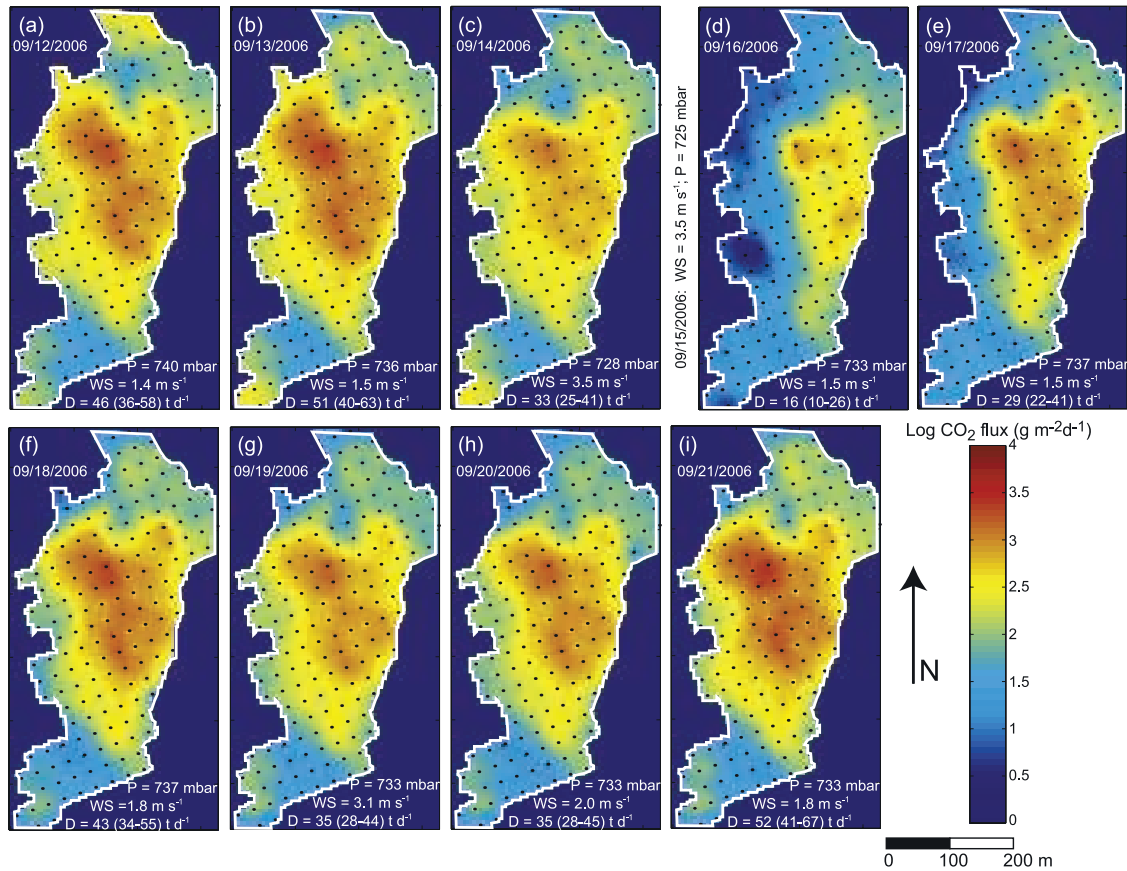 (a)
09/12/2006
P = 740 mbar
WS = 1.4 m s⁻¹
D = 46 (36-58) t d⁻¹
(b)
09/13/2006
P = 736 mbar
WS = 1.5 m s⁻¹
D = 51 (40-63) t d⁻¹
(c)
09/14/2006
P = 728 mbar
WS = 3.5 m s⁻¹
D = 33 (25-41) t d⁻¹
09/15/2006: WS = 3.5 m s⁻¹; P = 725 mbar
(d)
09/16/2006
P = 733 mbar
WS = 1.5 m s⁻¹
D = 16 (10-26) t d⁻¹
(e)
09/17/2006
P = 737 mbar
WS = 1.5 m s⁻¹
D = 29 (22-41) t d⁻¹
(f)
09/18/2006
P = 737 mbar
WS =1.8 m s⁻¹
D = 43 (34-55) t d⁻¹
(g)
09/19/2006
P = 733 mbar
WS = 3.1 m s⁻¹
D = 35 (28-44) t d⁻¹
(h)
09/20/2006
P = 733 mbar
WS = 2.0 m s⁻¹
D = 35 (28-45) t d⁻¹
(i)
09/21/2006
P = 733 mbar
WS = 1.8 m s⁻¹
D = 52 (41-67) t d⁻¹
N
Log CO₂ flux (g m⁻²d⁻¹)
4
3.5
3
2.5
2
1.5
1
0.5
0
0 100 200 m